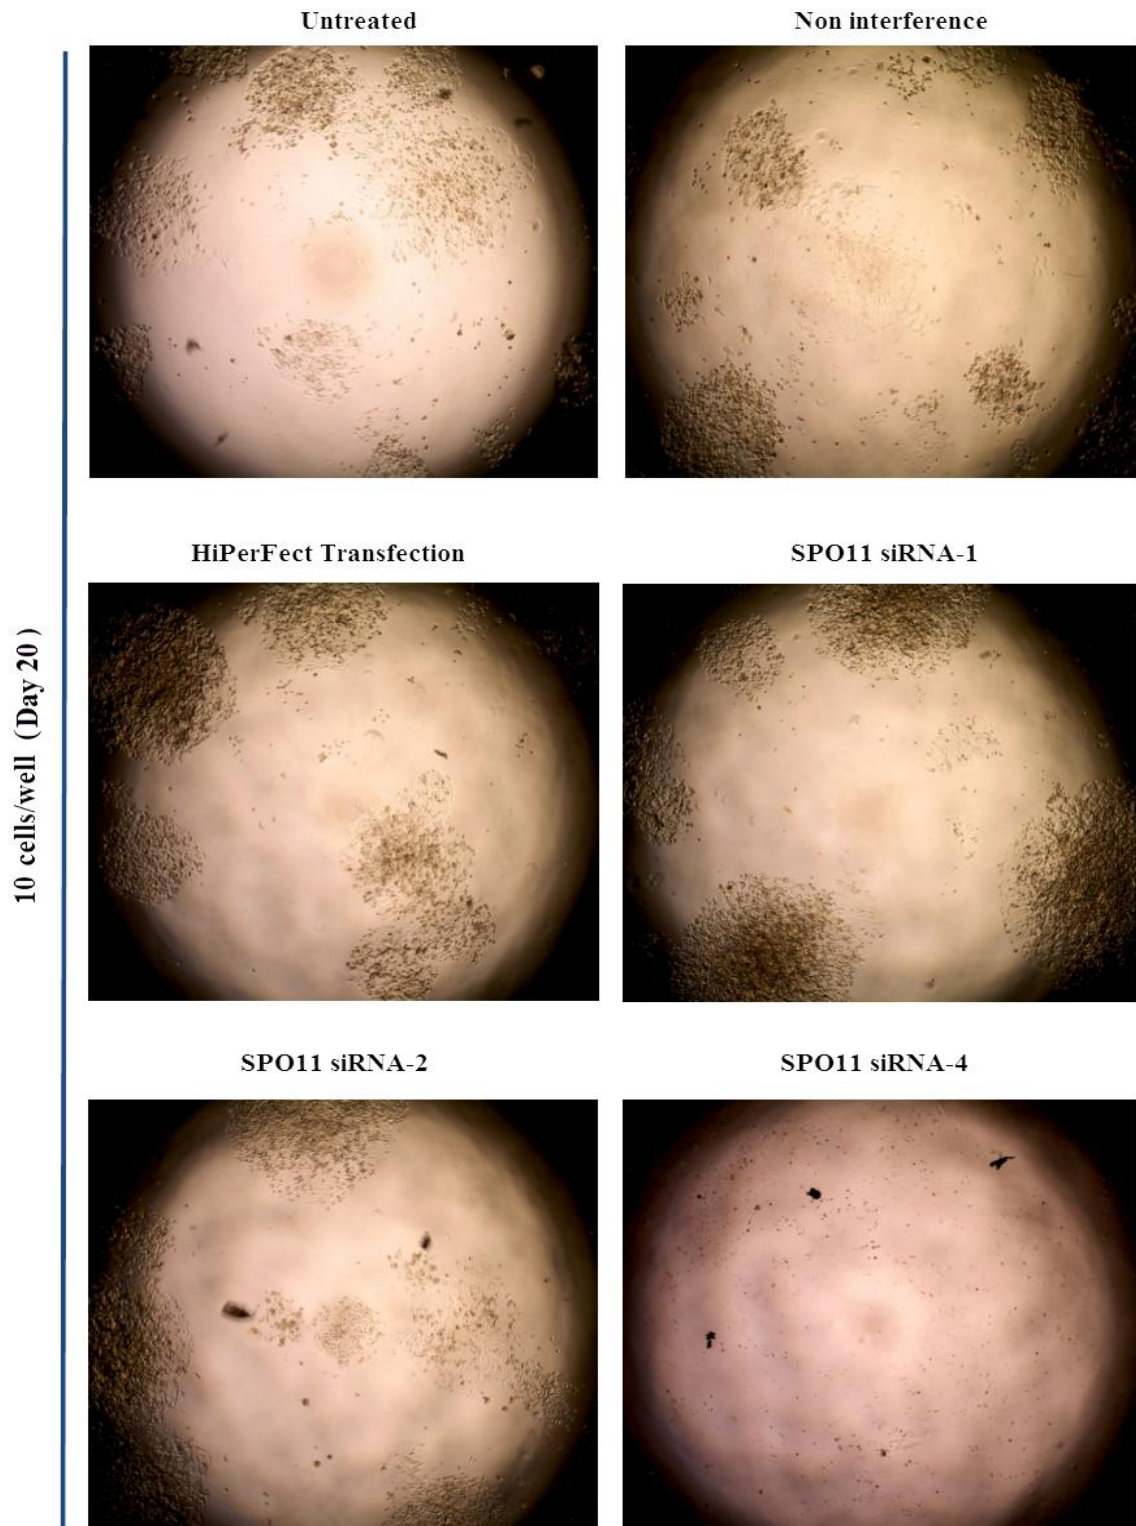 Untreated
Non interference
HiPerFect Transfection
SPO11 siRNA-1
10 cells/well (Day 20)
SPO11 siRNA-2
SPO11 siRNA-4